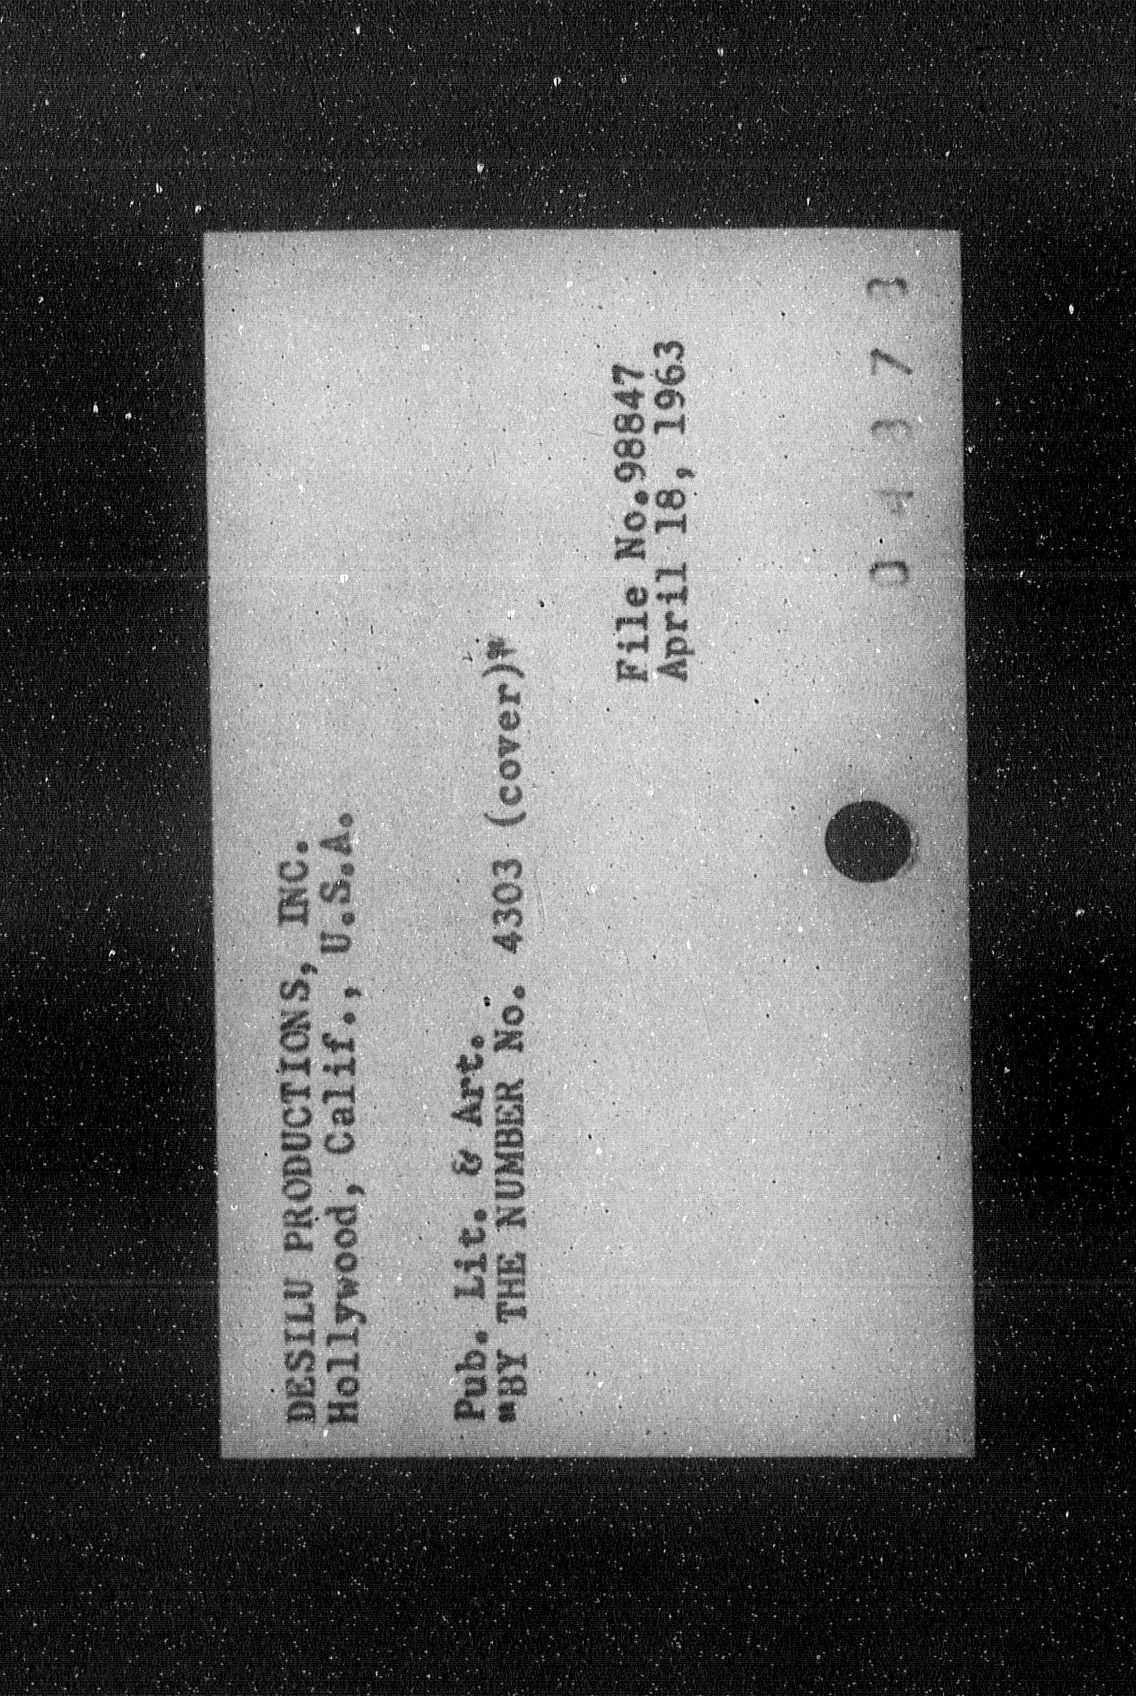 DESILU PRODUCTIONS, INC.
Hollywood, Calif., U.S.A.
Pub. Lit. & Art.
"BY THE NUMBER No. 4303 (cover)"
File No.98847
April 18, 1963